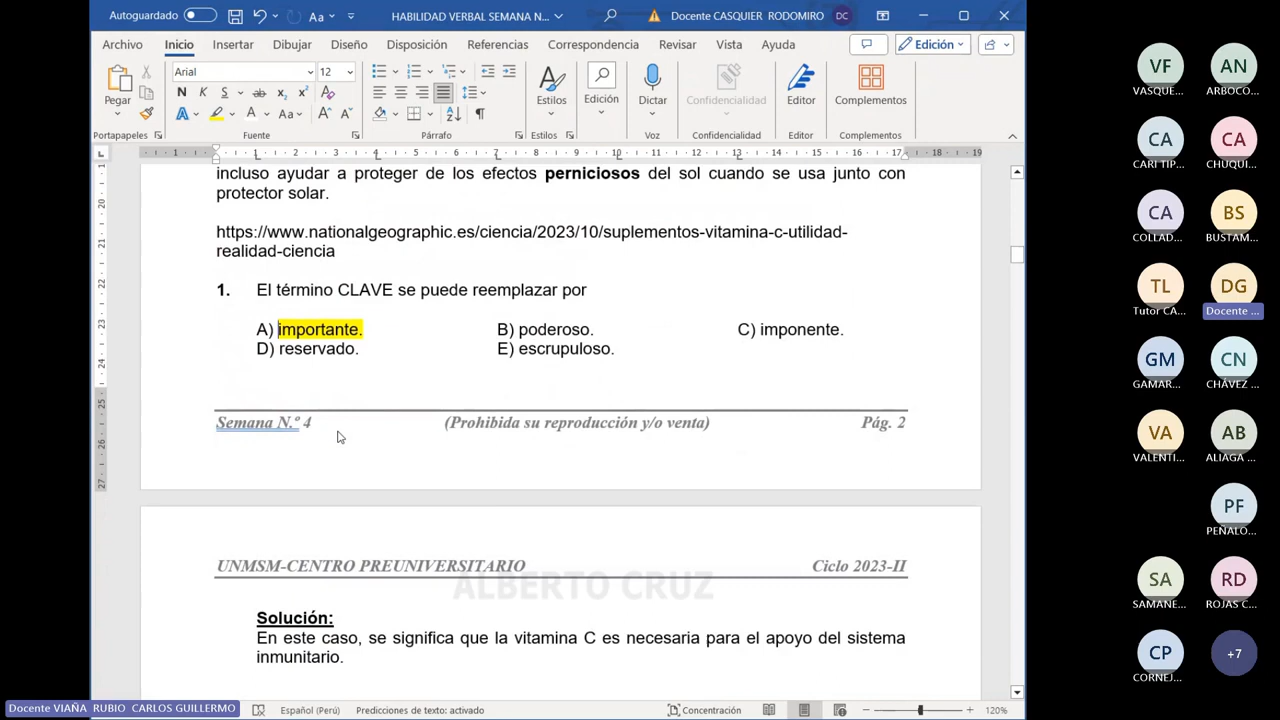 Autoguardado
HABILIDAD VERBAL SEMANA N...
Docente CASQUIER RODOMIRO
DC
Archivo Inicio Insertar Dibujar Diseño Disposición Referencias Correspondencia Revisar Vista Ayuda
Edición
Arial 12
Pegar
Estilos
Edición
Dictar
Confidencialidad
Editor
Complementos
Portapapeles
Fuente
Párrafo
Estilos
Voz
Confidencialidad
Editor
Complementos
incluso ayudar a proteger de los efectos perniciosos del sol cuando se usa junto con
protector solar.
https://www.nationalgeographic.es/ciencia/2023/10/suplementos-vitamina-c-utilidad-
realidad-ciencia
1. El término CLAVE se puede reemplazar por
A) importante. B) poderoso. C) imponente.
D) reservado. E) escrupuloso.
Semana N.º 4 (Prohibida su reproducción y/o venta) Pág. 2
UNMSM-CENTRO PREUNIVERSITARIO Ciclo 2023-II
ALBERTO CRUZ
Solución:
En este caso, se significa que la vitamina C es necesaria para el apoyo del sistema
inmunitario.
Docente VIAÑA RUBIO CARLOS GUILLERMO
Español (Perú)
Predicciones de texto: activado
Concentración
120%
VF AN
VASQUE... ARBOCO...
CA CA
CARI TIP... CHUQUI...
CA BS
COLLAD... BUSTAM...
TL DG
Tutor CA... Docente ...
GM CN
GAMAR... CHÁVEZ ...
VA AB
VALENTI... ALIAGA ...
PF
PEÑALO...
SA RD
SAMANE... ROJAS C...
CP +7
CORNEJ...